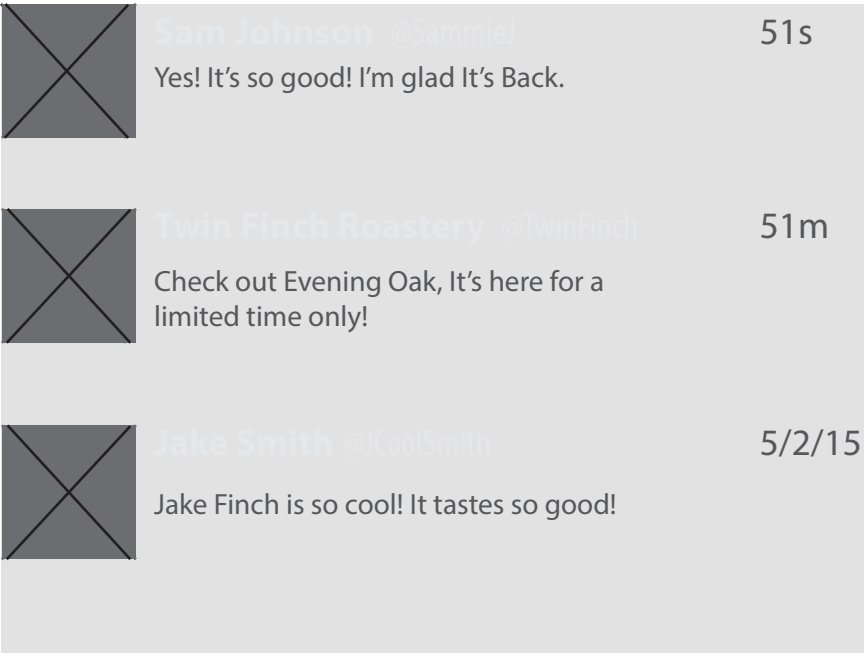 Sam Johnson @SammieJ 51s
Yes! It’s so good! I’m glad It’s Back.
Twin Finch Roastery @TwinFinch 51m
Check out Evening Oak, It’s here for a
limited time only!
Jake Smith @JCoolSmith 5/2/15
Jake Finch is so cool! It tastes so good!